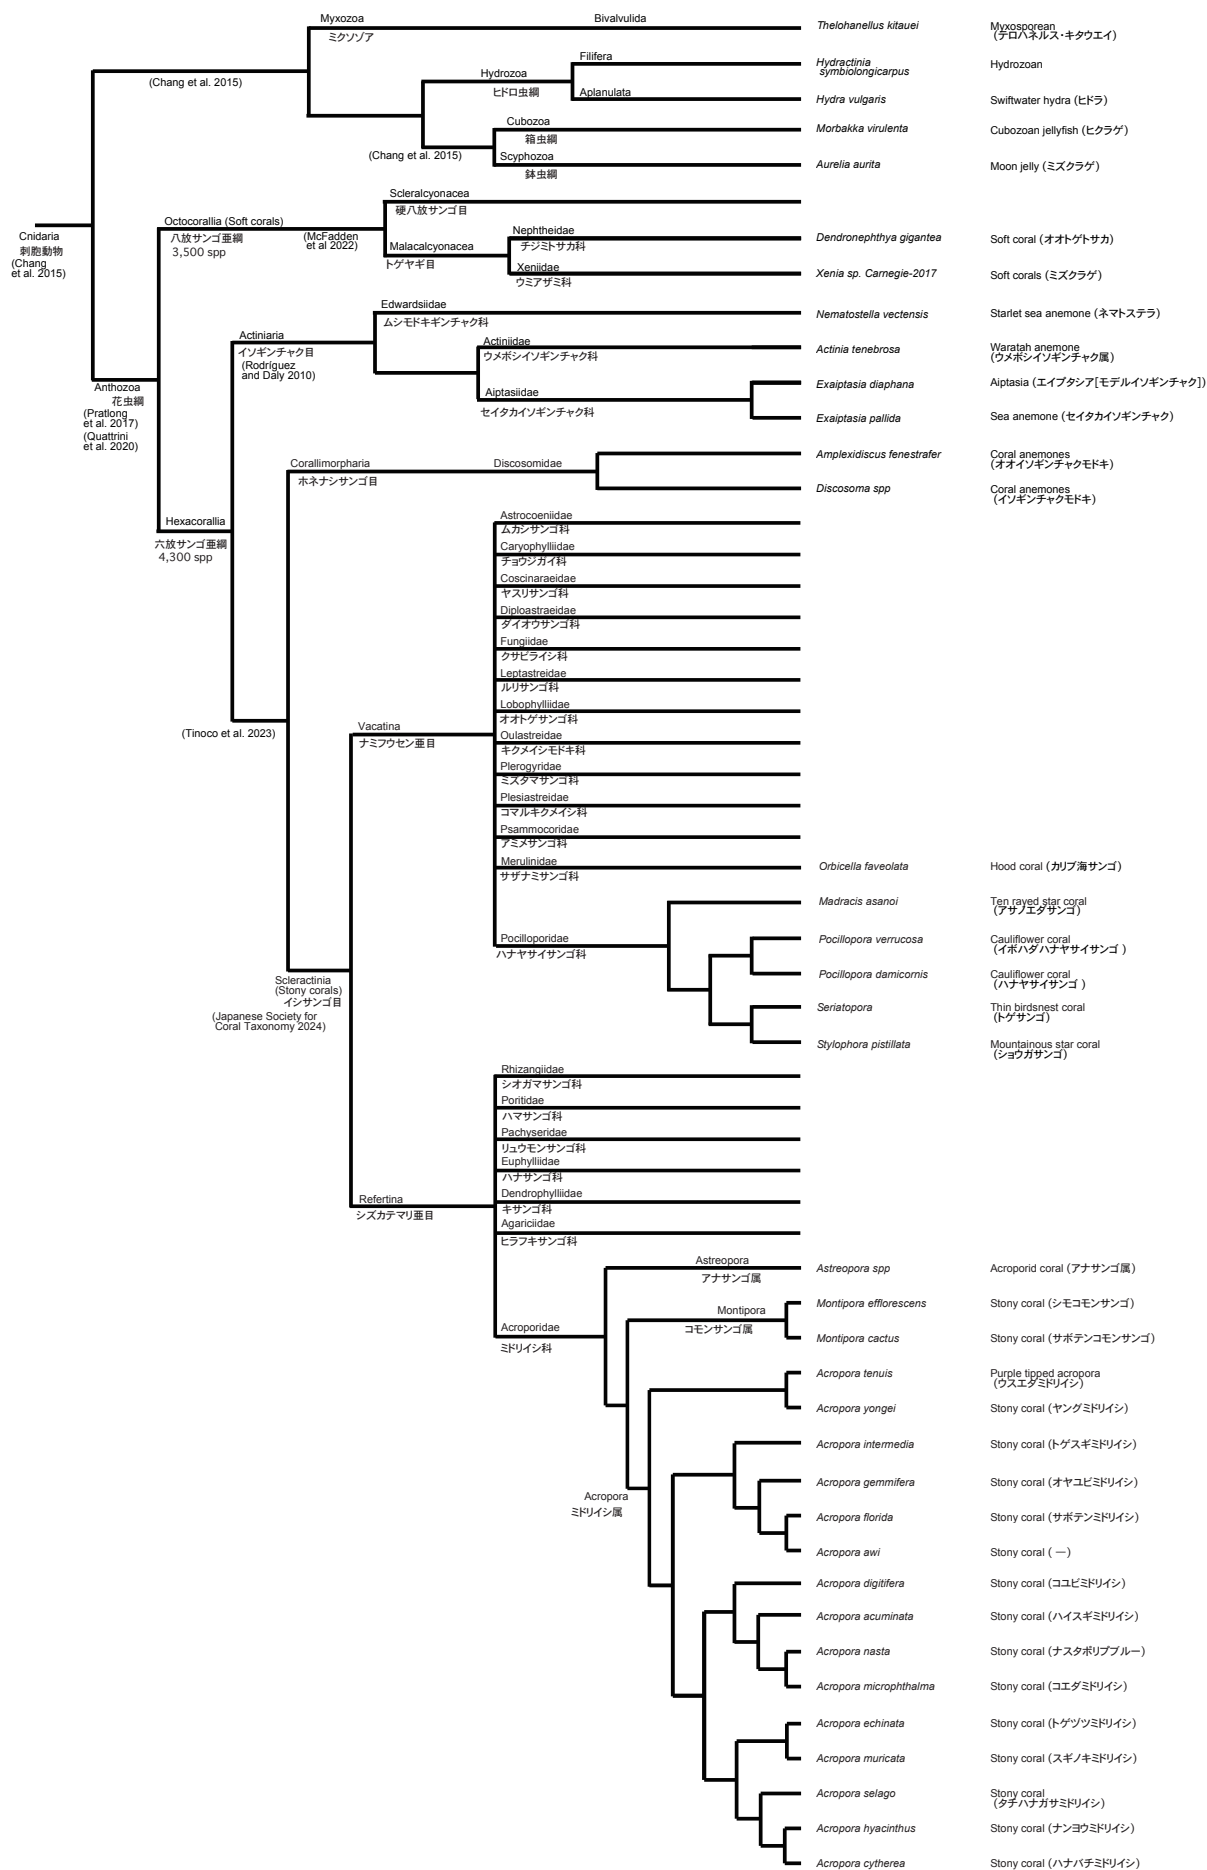 Myxozoa
ミクソゾア
Bivalvulida
Thelohanellus kitauei
Myxosporean
(テロハネルス・キタウエイ)
(Chang et al. 2015)
Hydrozoa
ヒドロ虫綱
Filifera
Hydractinia
symbiolongicarpus
Hydrozoan
Aplanulata
Hydra vulgaris
Swiftwater hydra (ヒドラ)
(Chang et al. 2015)
Cubozoa
箱虫綱
Morbakka virulenta
Cubozoan jellyfish (ヒクラゲ)
Scyphozoa
鉢虫綱
Aurelia aurita
Moon jelly (ミズクラゲ)
Cnidaria
刺胞動物
(Chang
et al. 2015)
Octocorallia (Soft corals)
八放サンゴ亜綱
3,500 spp
(McFadden
et al 2022)
Scleralcyonacea
硬八放サンゴ目
Malacalcyonacea
トゲヤギ目
Nephtheidae
チジミトサカ科
Dendronephthya gigantea
Soft coral (オオトゲトサカ)
Xeniidae
ウミアザミ科
Xenia sp. Carnegie-2017
Soft corals (ミズクラゲ)
Anthozoa
花虫綱
(Pratlong
et al. 2017)
(Quattrini
et al. 2020)
Actiniaria
イソギンチャク目
(Rodríguez
and Daly 2010)
Edwardsiidae
ムシモドキギンチャク科
Nematostella vectensis
Starlet sea anemone (ネマトステラ)
Actiniidae
ウメボシイソギンチャク科
Actinia tenebrosa
Waratah anemone
(ウメボシイソギンチャク属)
Aiptasiidae
セイタカイソギンチャク科
Exaiptasia diaphana
Aiptasia (エイプタシア[モデルイソギンチャク])
Exaiptasia pallida
Sea anemone (セイタカイソギンチャク)
Hexacorallia
六放サンゴ亜綱
4,300 spp
Corallimorpharia
ホネナシサンゴ目
Discosomidae
Amplexidiscus fenestrafer
Coral anemones
(オオイソギンチャクモドキ)
Discosoma spp
Coral anemones
(イソギンチャクモドキ)
(Tinoco et al. 2023)
Vacatina
ナミフウセン亜目
Astrocoeniidae
ムカシサンゴ科
Caryophylliidae
チョウジガイ科
Coscinaraeidae
ヤスリサンゴ科
Diploastraeidae
ダイオウサンゴ科
Fungiidae
クサビライシ科
Leptastreidae
ルリサンゴ科
Lobophylliidae
オオトゲサンゴ科
Oulastreidae
キクメイシモドキ科
Plerogyridae
ミズタマサンゴ科
Plesiastreidae
コマルキクメイシ科
Psammocoridae
アミメサンゴ科
Merulinidae
サザナミサンゴ科
Orbicella faveolata
Hood coral (カリブ海サンゴ)
Pocilloporidae
ハナヤサイサンゴ科
Madracis asanoi
Ten rayed star coral
(アサノエダサンゴ)
Pocillopora verrucosa
Cauliflower coral
(イボハダハナヤサイサンゴ )
Pocillopora damicornis
Cauliflower coral
(ハナヤサイサンゴ )
Seriatopora
Thin birdsnest coral
(トゲサンゴ)
Stylophora pistillata
Mountainous star coral
(ショウガサンゴ)
Scleractinia
(Stony corals)
イシサンゴ目
(Japanese Society for
Coral Taxonomy 2024)
Refertina
シズカテマリ亜目
Rhizangiidae
シオガマサンゴ科
Poritidae
ハマサンゴ科
Pachyseridae
リュウモンサンゴ科
Euphylliidae
ハナサンゴ科
Dendrophylliidae
キサンゴ科
Agariciidae
ヒラフキサンゴ科
Acroporidae
ミドリイシ科
Astreopora
アナサンゴ属
Astreopora spp
Acroporid coral (アナサンゴ属)
Montipora
コモンサンゴ属
Montipora efflorescens
Stony coral (シモコモンサンゴ)
Montipora cactus
Stony coral (サボテンコモンサンゴ)
Acropora
ミドリイシ属
Acropora tenuis
Purple tipped acropora
(ウスエダミドリイシ)
Acropora yongei
Stony coral (ヤングミドリイシ)
Acropora intermedia
Stony coral (トゲスギミドリイシ)
Acropora gemmifera
Stony coral (オヤユビミドリイシ)
Acropora florida
Stony coral (サボテンミドリイシ)
Acropora awi
Stony coral ( ー)
Acropora digitifera
Stony coral (コユビミドリイシ)
Acropora acuminata
Stony coral (ハイスギミドリイシ)
Acropora nasta
Stony coral (ナスタポリプブルー)
Acropora microphthalma
Stony coral (コエダミドリイシ)
Acropora echinata
Stony coral (トゲヅツミドリイシ)
Acropora muricata
Stony coral (スギノキミドリイシ)
Acropora selago
Stony coral
(タチハナガサミドリイシ)
Acropora hyacinthus
Stony coral (ナンヨウミドリイシ)
Acropora cytherea
Stony coral (ハナバチミドリイシ)